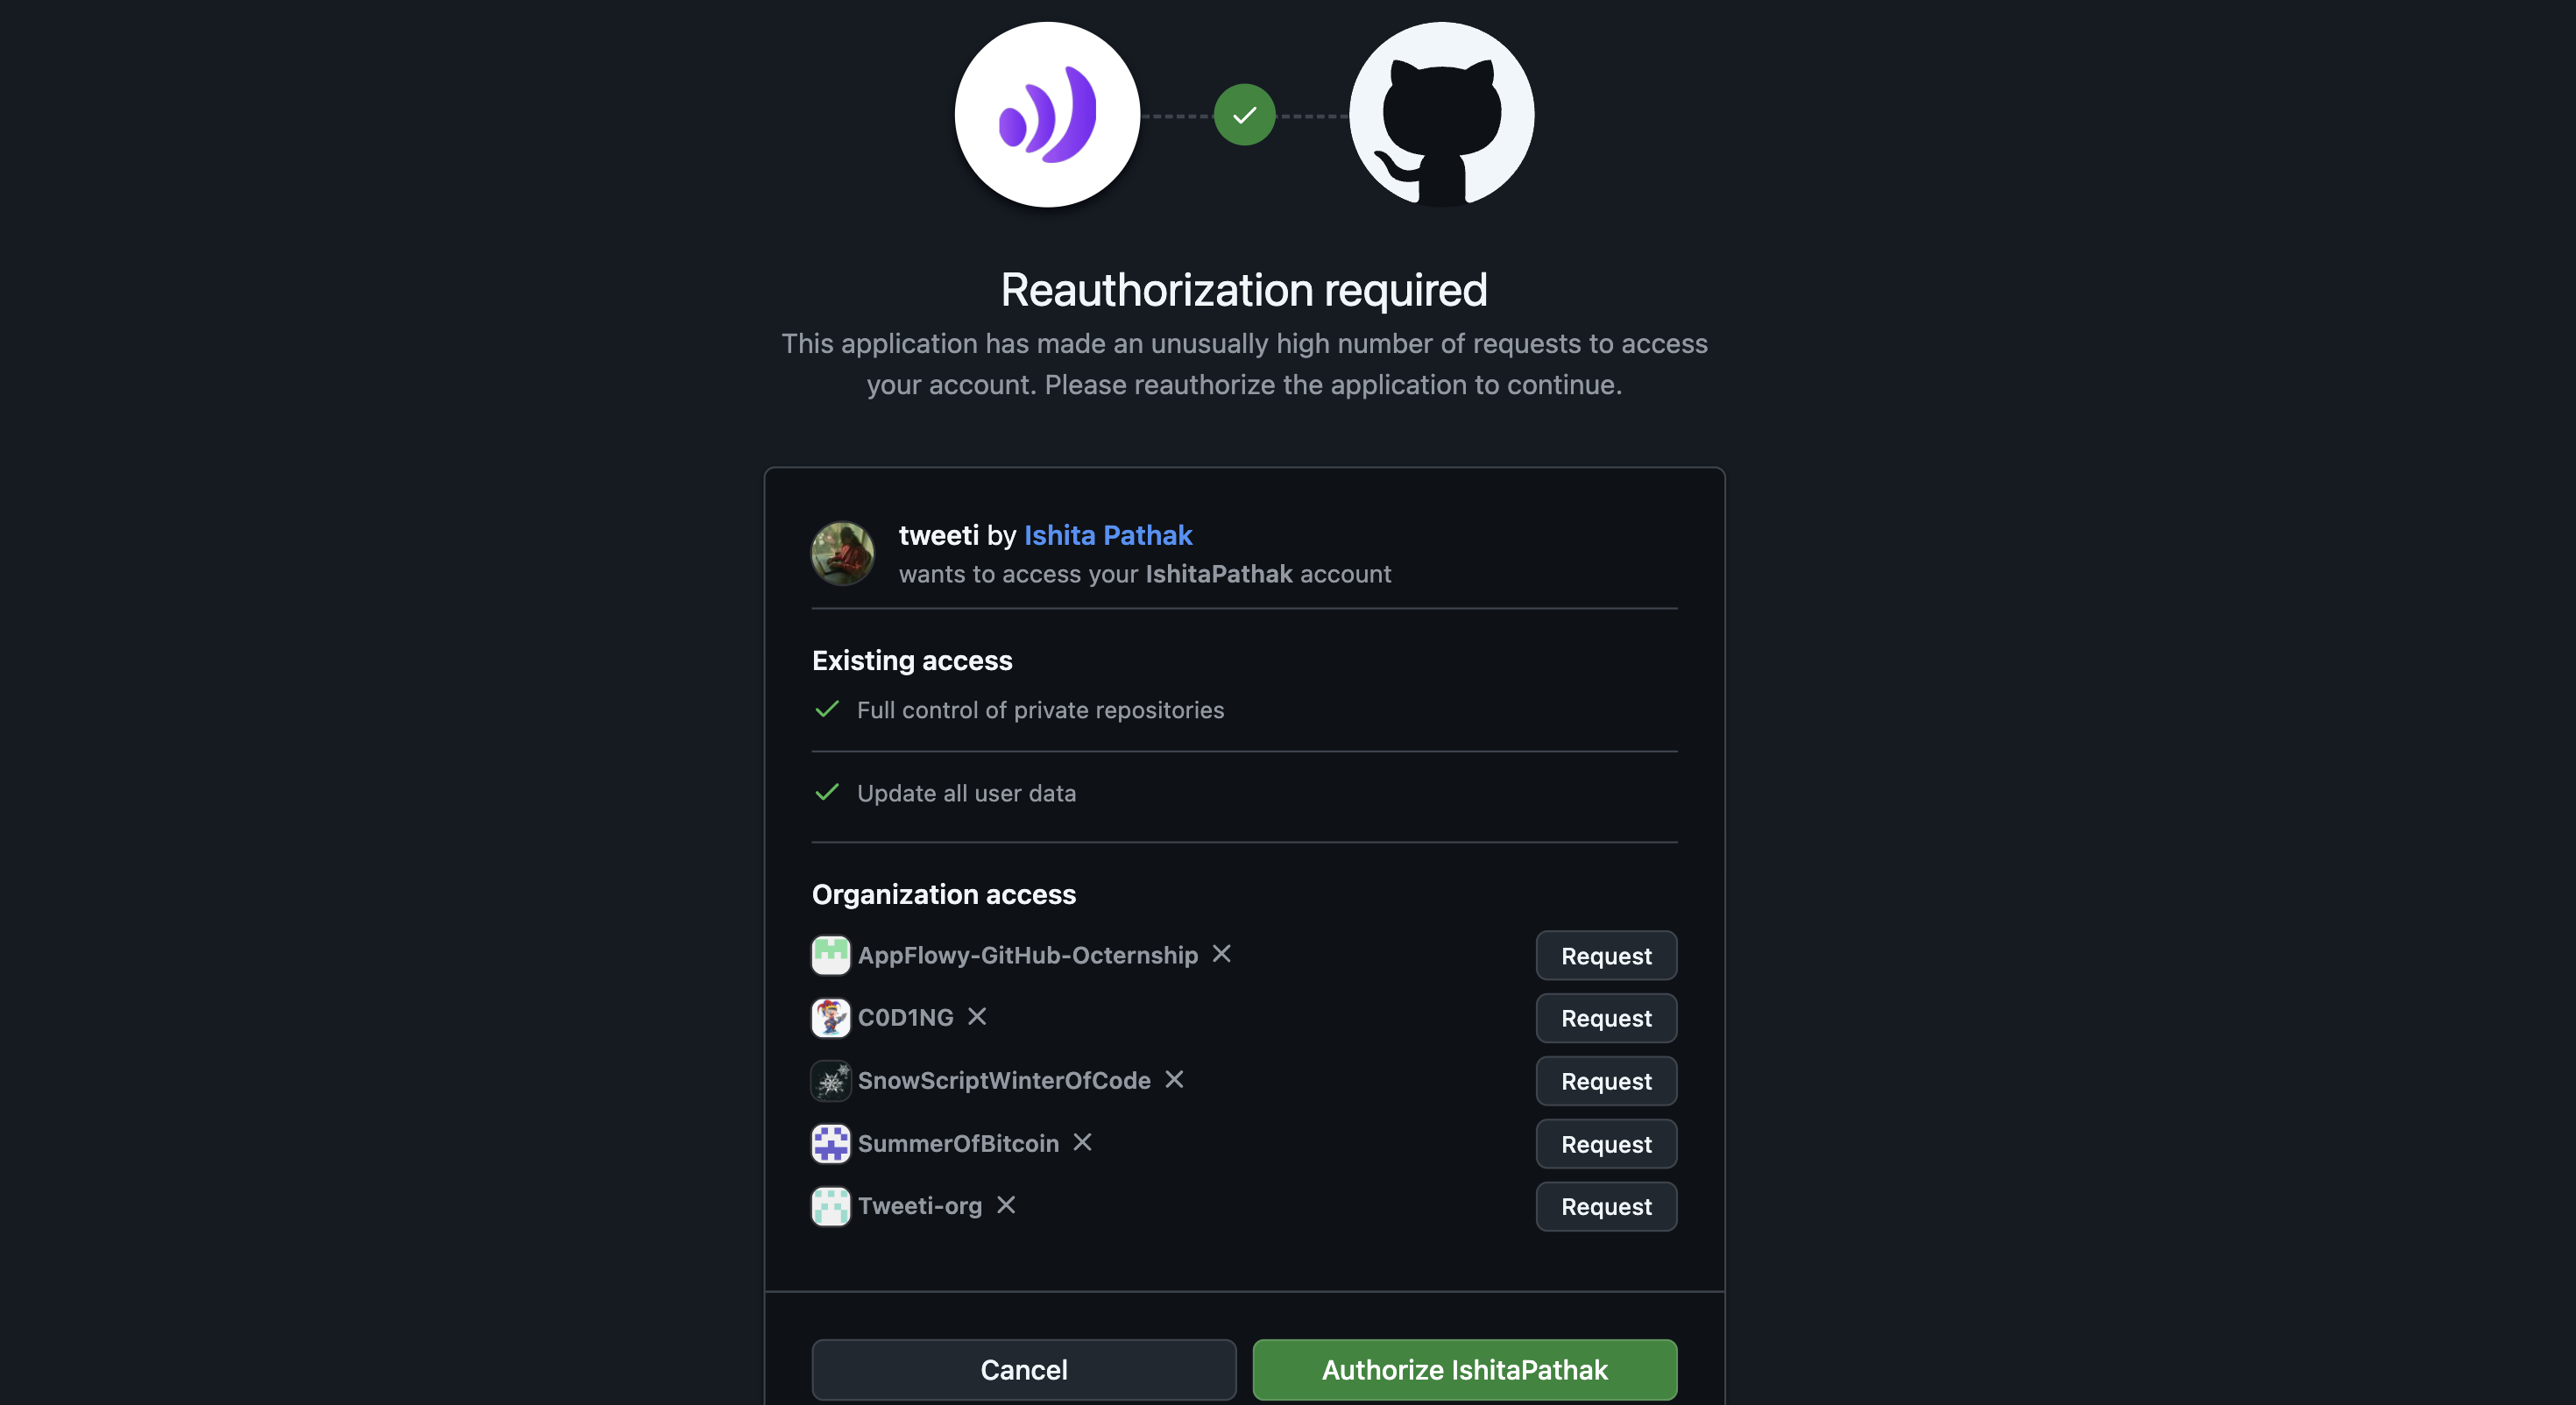 Reauthorization required
This application has made an unusually high number of requests to access
your account. Please reauthorize the application to continue.
tweeti by Ishita Pathak
wants to access your IshitaPathak account
Existing access
Full control of private repositories
Update all user data
Organization access
AppFlowy-GitHub-Octernship Request
C0D1NG Request
SnowScriptWinterOfCode Request
SummerOfBitcoin Request
Tweeti-org Request
Cancel Authorize IshitaPathak